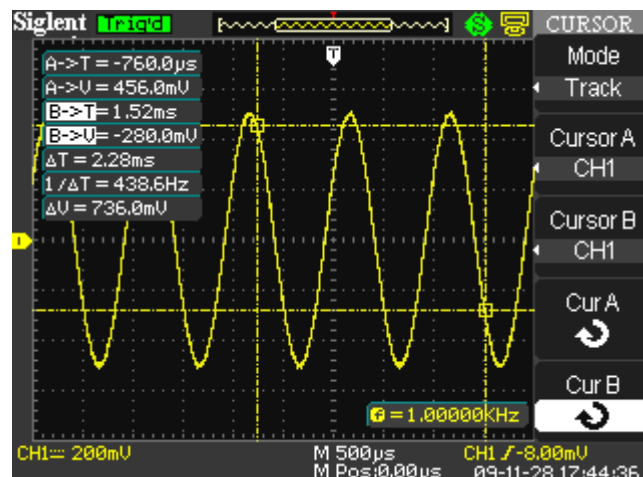 Siglent Trig'd CURSOR
T
A->T = -760.0µs
A->V = 456.0mV
B->T = 1.52ms
B->V = -280.0mV
ΔT = 2.28ms
1/ΔT = 438.6Hz
ΔV = 736.0mV
1
Mode
Track
Cursor A
CH1
Cursor B
CH1
Cur A
Cur B
f = 1.00000KHz
CH1 200mV M 500µs CH1 -8.00mV
M Pos:0.00µs 09-11-28 17:44:36